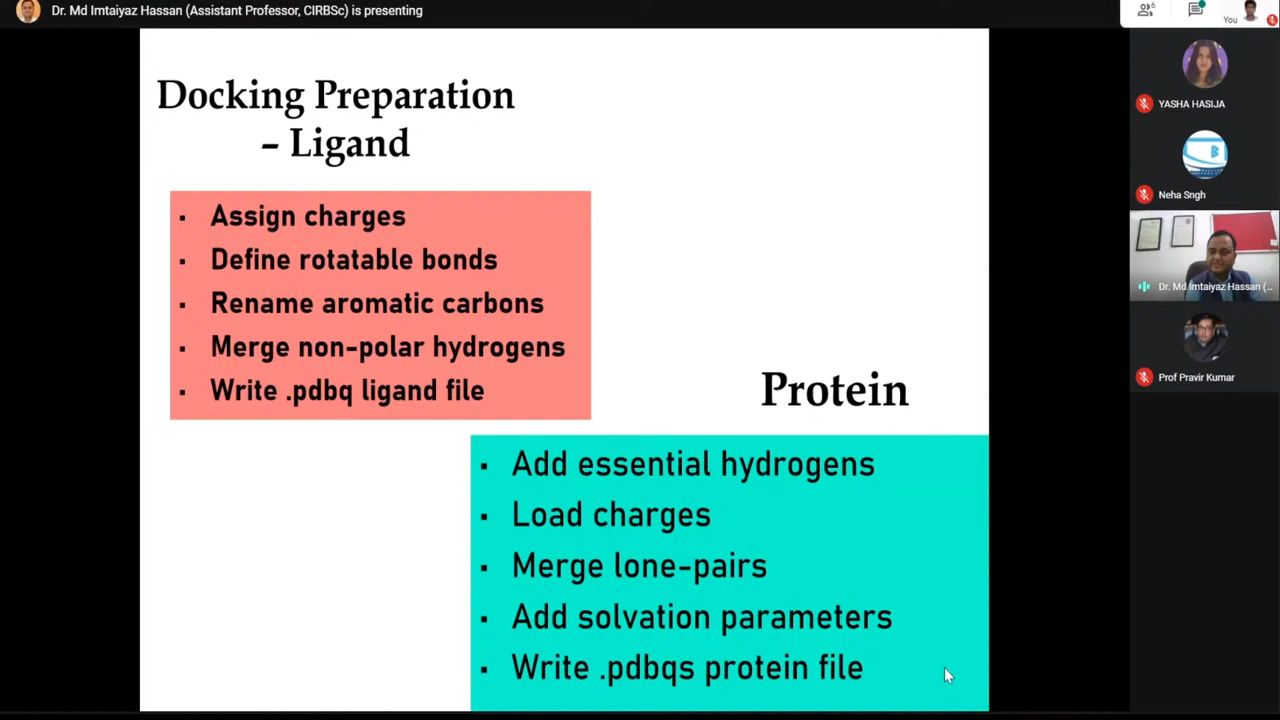 Dr. Md Imtaiyaz Hassan (Assistant Professor, CIRBSc) is presenting
6
You
Docking Preparation
– Ligand
▪ Assign charges
▪ Define rotatable bonds
▪ Rename aromatic carbons
▪ Merge non-polar hydrogens
▪ Write .pdbq ligand file
Protein
▪ Add essential hydrogens
▪ Load charges
▪ Merge lone-pairs
▪ Add solvation parameters
▪ Write .pdbqs protein file
YASHA HASIJA
Neha Sngh
Dr. Md Imtaiyaz Hassan (...
Prof Pravir Kumar